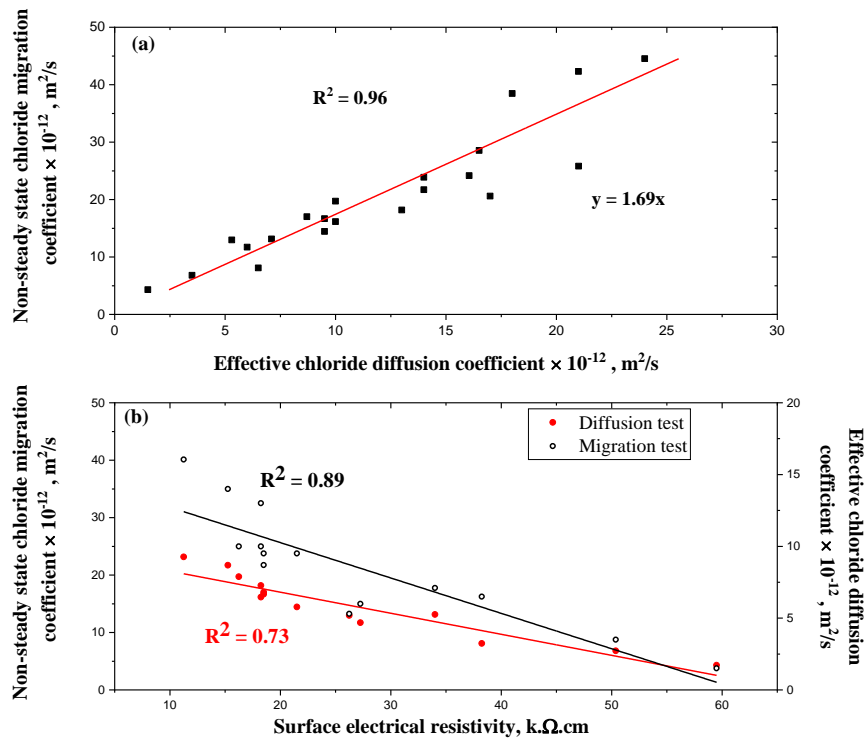 (a)
Non-steady state chloride migration
coefficient × 10⁻¹² , m²/s
50
40
30
20
10
0
R² = 0.96
y = 1.69x
0 5 10 15 20 25 30
Effective chloride diffusion coefficient × 10⁻¹² , m²/s
(b)
Non-steady state chloride migration
coefficient × 10⁻¹² , m²/s
50
40
30
20
10
0
Diffusion test
Migration test
R² = 0.89
R² = 0.73
20
15
10
5
0
Effective chloride diffusion
coefficient × 10⁻¹² , m²/s
10 20 30 40 50 60
Surface electrical resistivity, k.Ω.cm